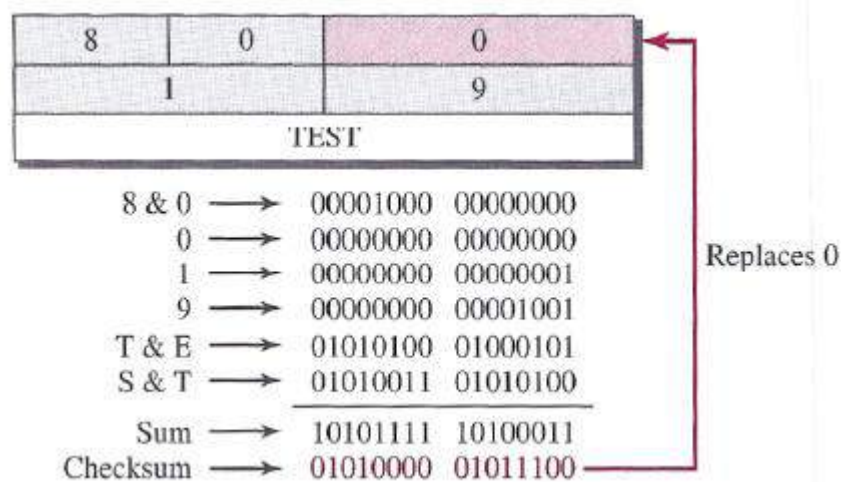 8 0 0
1 9
TEST
8 & 0 → 00001000 00000000
0 → 00000000 00000000
1 → 00000000 00000001
9 → 00000000 00001001
T & E → 01010100 01000101
S & T → 01010011 01010100
Sum → 10101111 10100011
Checksum → 01010000 01011100
Replaces 0